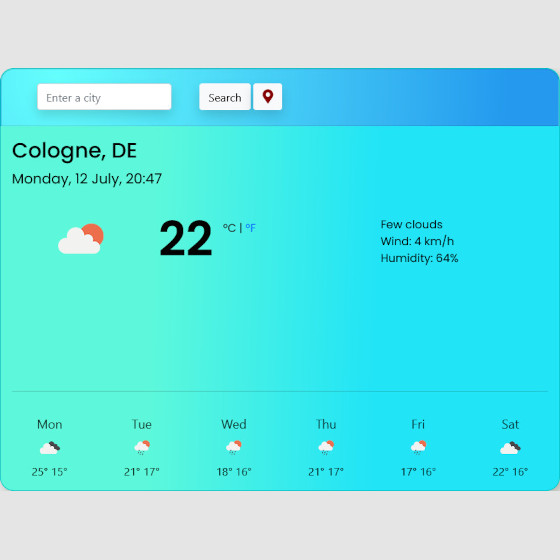 Enter a city
Search
Cologne, DE
Monday, 12 July, 20:47
22 °C | °F
Few clouds
Wind: 4 km/h
Humidity: 64%
Mon Tue Wed Thu Fri Sat
25° 15° 21° 17° 18° 16° 21° 17° 17° 16° 22° 16°